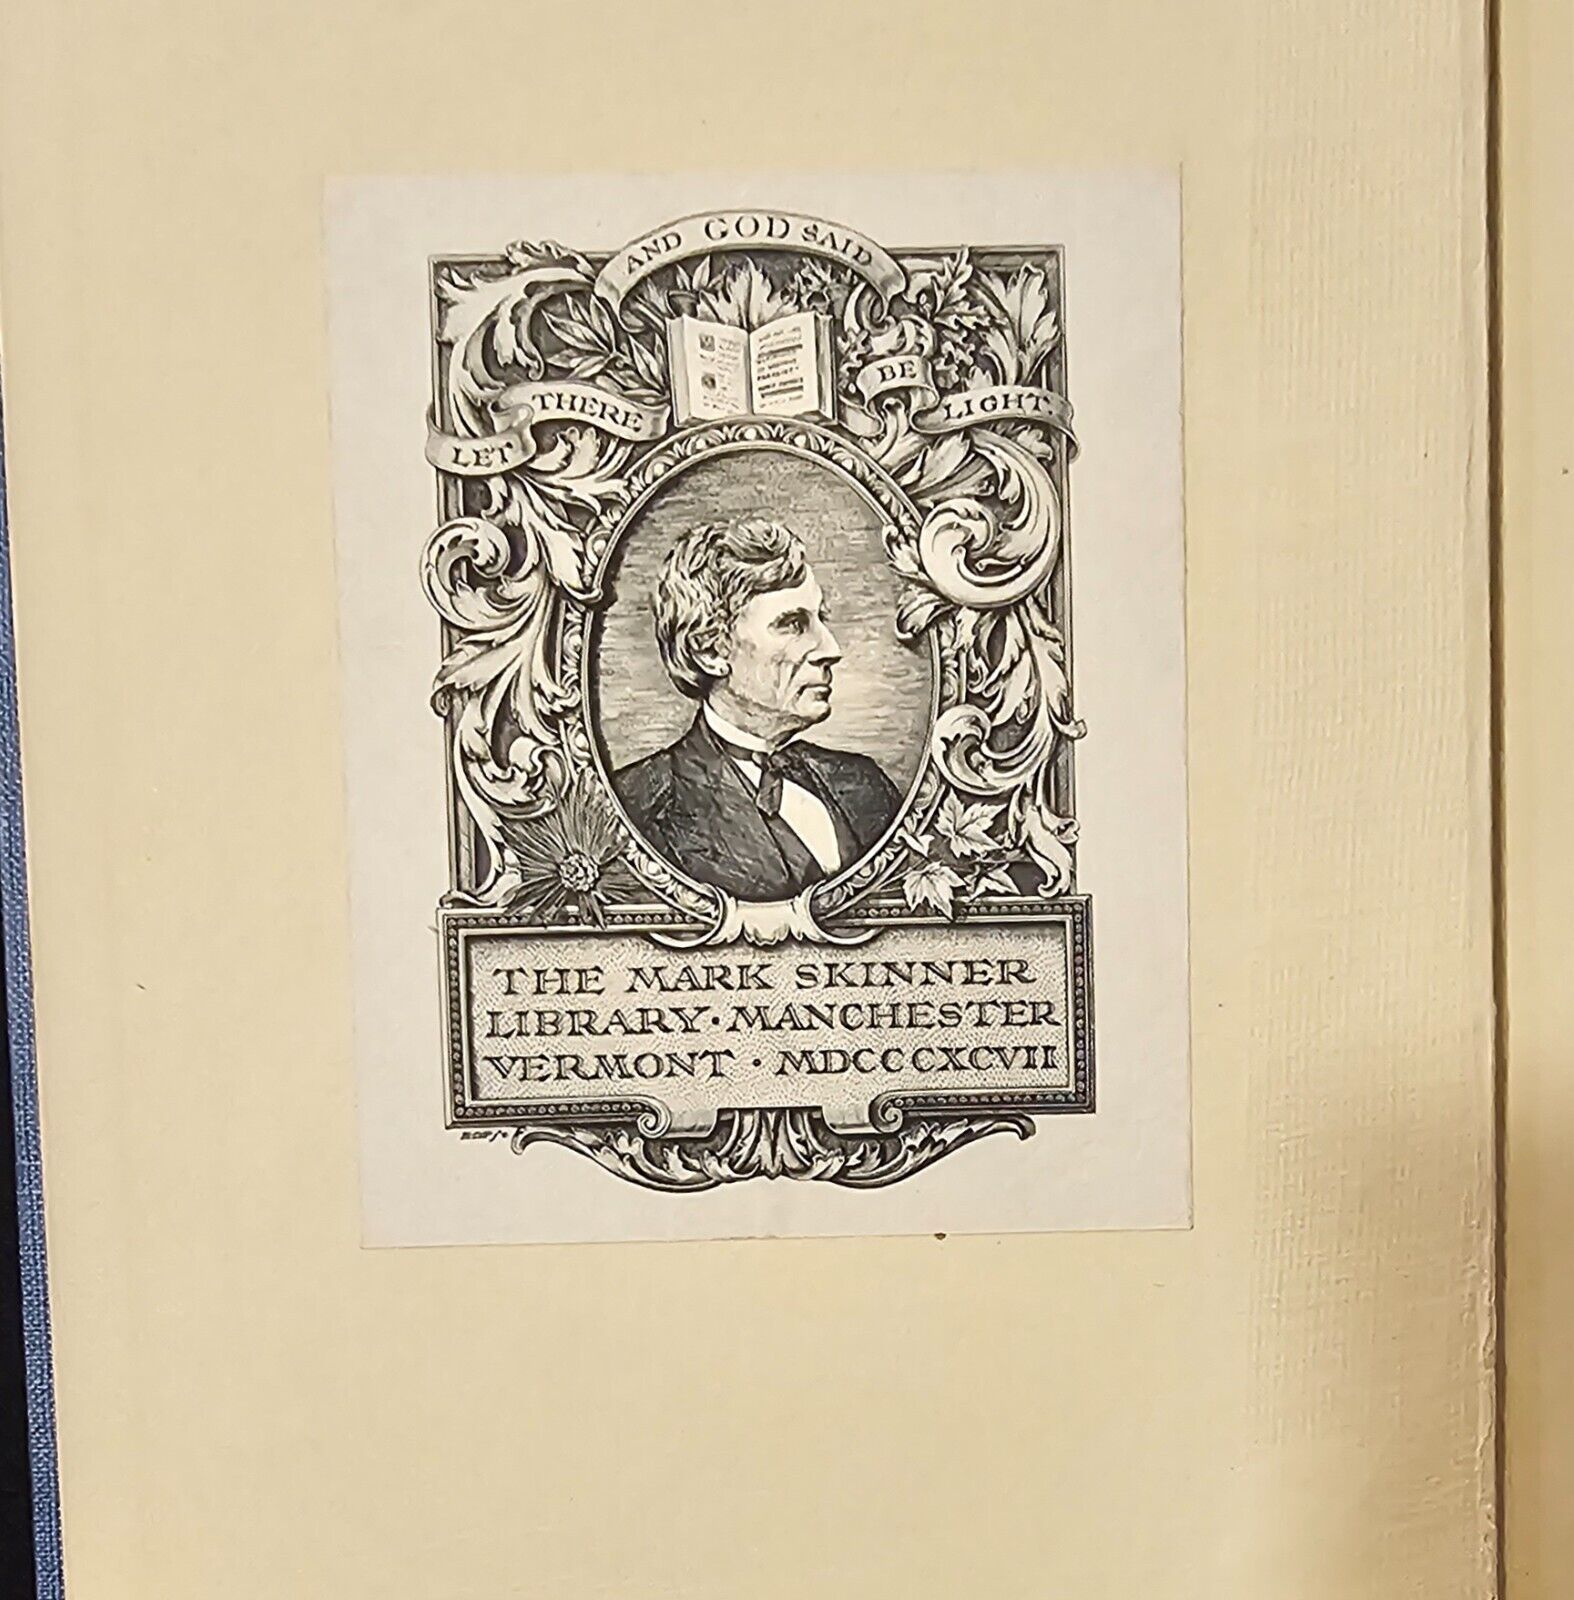 AND GOD SAID
LET THERE BE LIGHT.
THE MARK SKINNER
LIBRARY · MANCHESTER
VERMONT · MDCCCXCVII